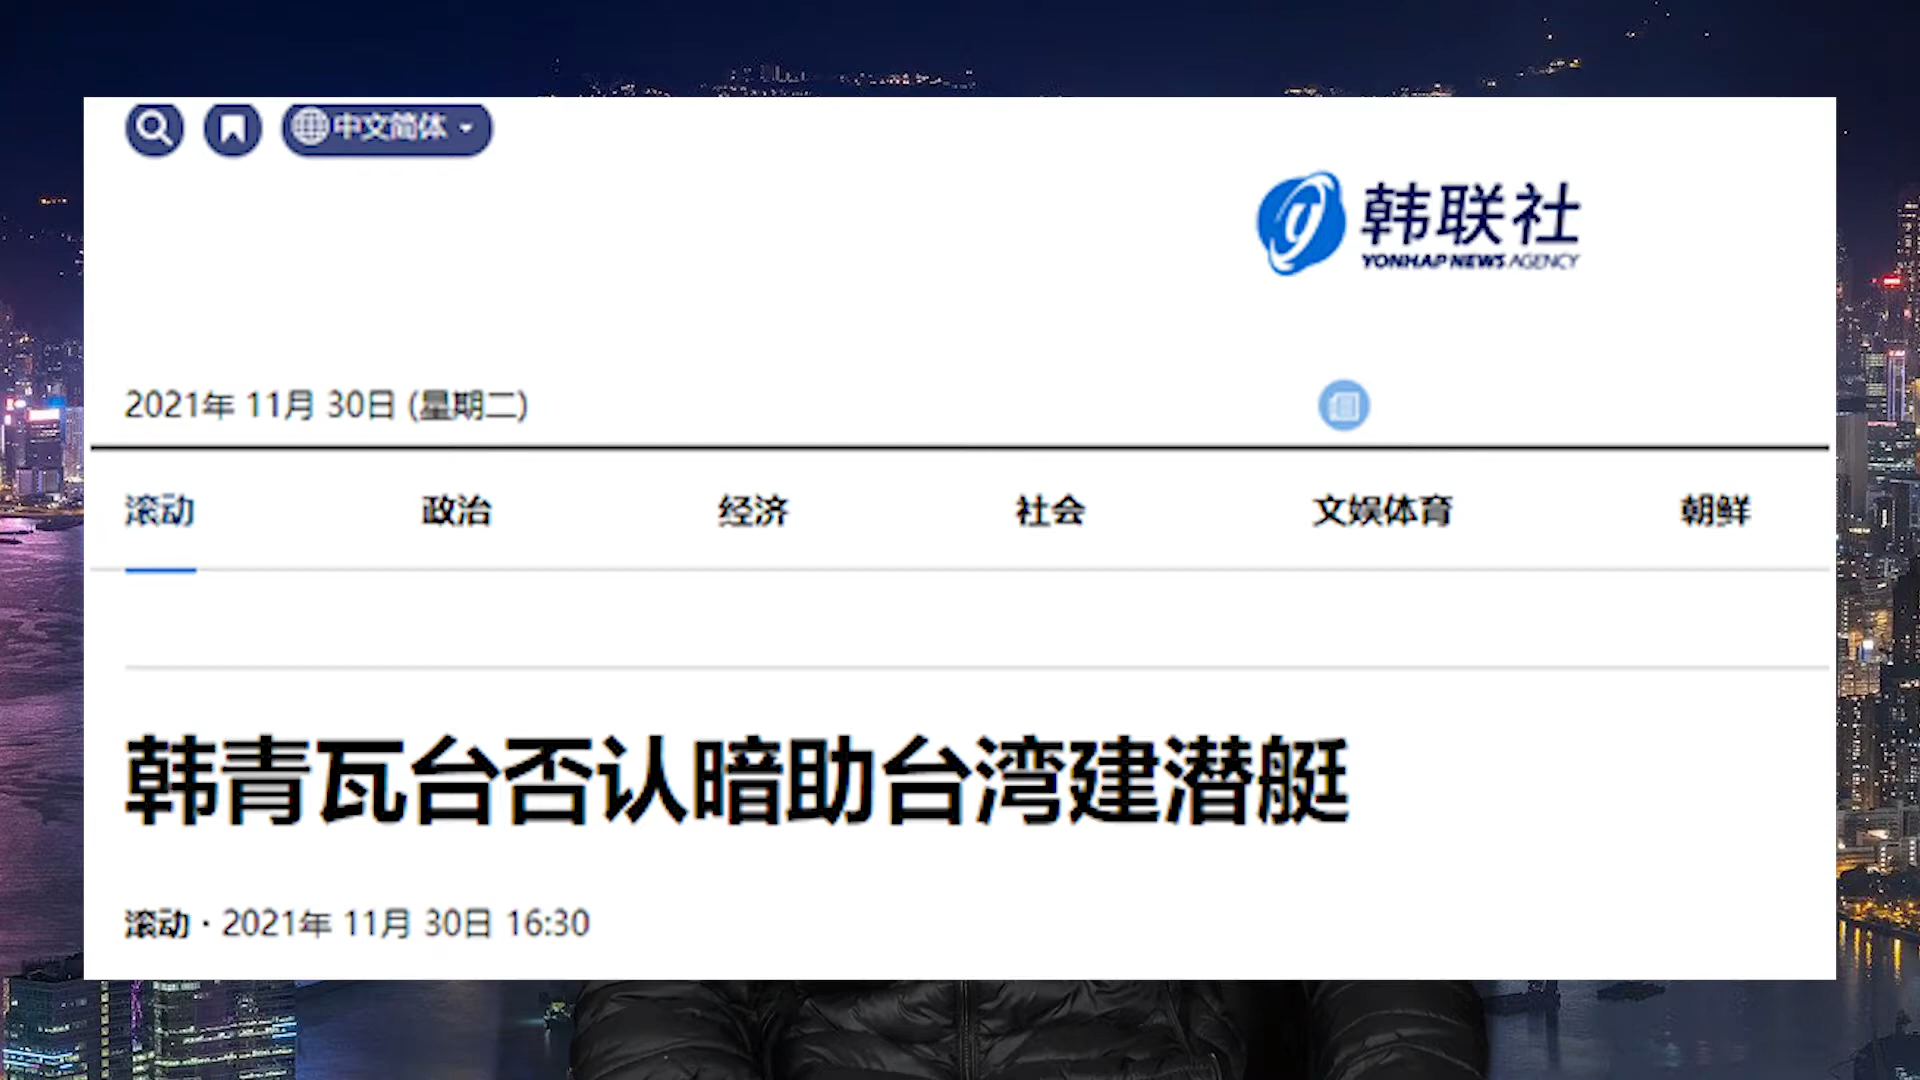 中文简体
韩联社
YONHAP NEWS AGENCY
2021年 11月 30日 (星期二)
滚动 政治 经济 社会 文娱体育 朝鲜
韩青瓦台否认暗助台湾建潜艇
滚动 · 2021年 11月 30日 16:30